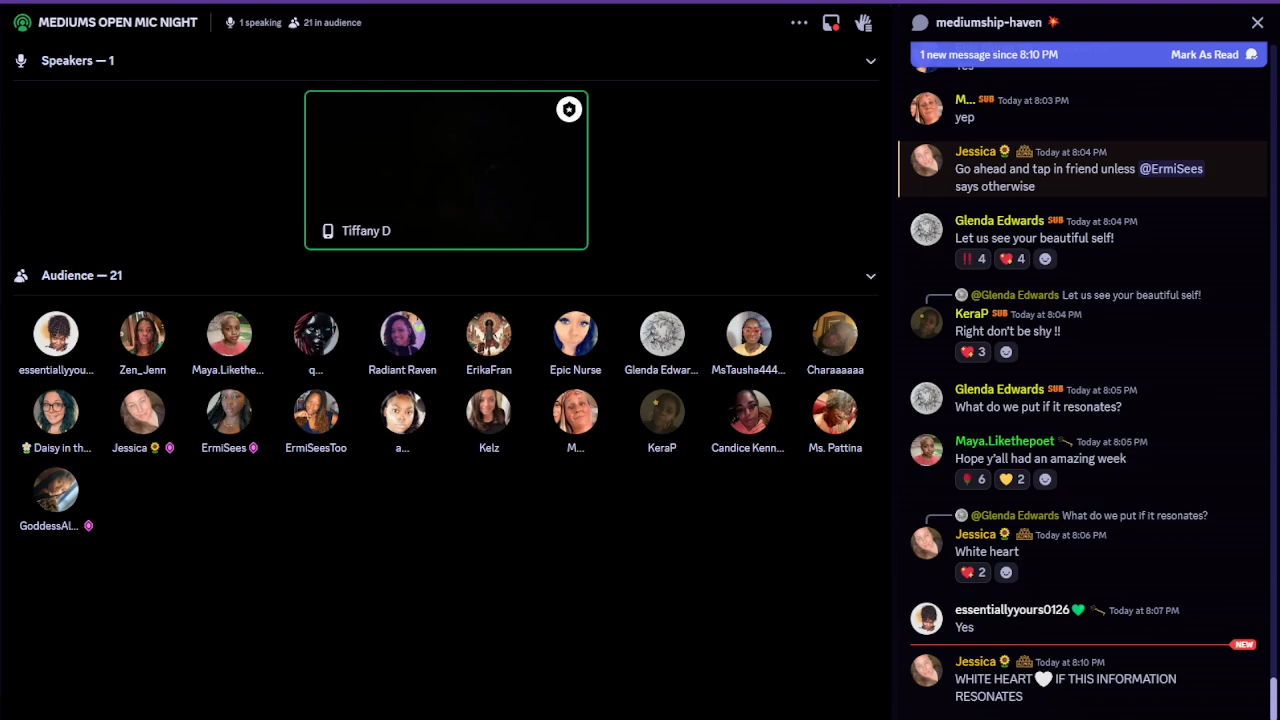 MEDIUMS OPEN MIC NIGHT
1 speaking
21 in audience
Speakers — 1
Tiffany D
Audience — 21
essentiallyyou...
Zen_Jenn
Maya.Likethe...
q...
Radiant Raven
ErikaFran
Epic Nurse
Glenda Edwar...
MsTausha444...
Charaaaaaa
Daisy in th...
Jessica
ErmiSees
ErmiSeesToo
a...
Kelz
M...
KeraP
Candice Kenn...
Ms. Pattina
GoddessAl...
mediumship-haven
1 new message since 8:10 PM Mark As Read
M... SUB Today at 8:03 PM
yep
Jessica Today at 8:04 PM
Go ahead and tap in friend unless @ErmiSees
says otherwise
Glenda Edwards SUB Today at 8:04 PM
Let us see your beautiful self!
4 4
@Glenda Edwards Let us see your beautiful self!
KeraP SUB Today at 8:04 PM
Right don't be shy !!
3
Glenda Edwards SUB Today at 8:05 PM
What do we put if it resonates?
Maya.Likethepoet Today at 8:05 PM
Hope y'all had an amazing week
6 2
@Glenda Edwards What do we put if it resonates?
Jessica Today at 8:06 PM
White heart
2
essentiallyyours0126 Today at 8:07 PM
Yes
NEW
Jessica Today at 8:10 PM
WHITE HEART 🤍 IF THIS INFORMATION
RESONATES